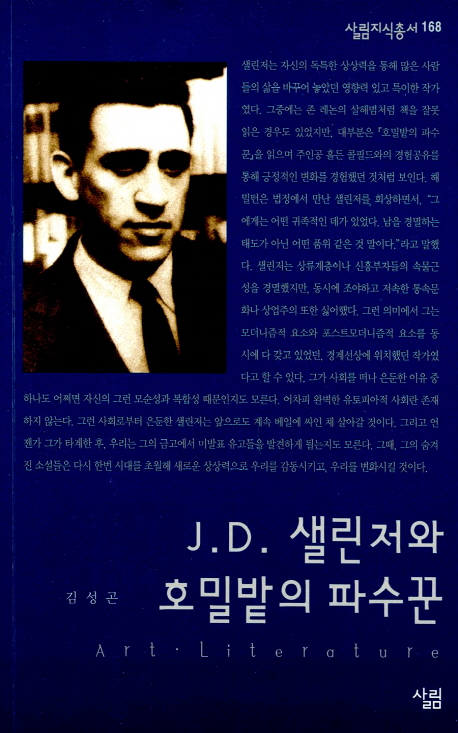 살림지식총서 168
샐린저는 자신의 독특한 상상력을 통해 많은 사람
들의 삶을 바꾸어 놓았던 영향력 있고 특이한 작가
였다. 그중에는 존 레논의 살해범처럼 책을 잘못
읽은 경우도 있었지만, 대부분은 『호밀밭의 파수
꾼』을 읽으며 주인공 홀든 콜필드와의 경험공유를
통해 긍정적인 변화를 경험했던 것처럼 보인다. 해
밀턴은 법정에서 만난 샐린저를 회상하면서, “그
에게는 어떤 귀족적인 데가 있었다. 남을 경멸하는
태도가 아닌 어떤 품위 같은 것 말이다.”라고 말했
다. 샐린저는 상류계층이나 신흥부자들의 속물근
성을 경멸했지만, 동시에 조야하고 저속한 통속문
화나 상업주의 또한 싫어했다. 그런 의미에서 그는
모더니즘적 요소와 포스트모더니즘적 요소를 동
시에 다 갖고 있었던, 경계선상에 위치했던 작가였
다고 할 수 있다. 그가 사회를 떠나 은둔한 이유 중
하나도 어쩌면 자신의 그런 모순성과 복합성 때문인지도 모른다. 어차피 완벽한 유토피아적 사회란 존재
하지 않는다. 그런 사회로부터 은둔한 샐린저는 앞으로도 계속 베일에 싸인 채 살아갈 것이다. 그리고 언
젠가 그가 타계한 후, 우리는 그의 금고에서 미발표 유고들을 발견하게 될는지도 모른다. 그때, 그의 숨겨
진 소설들은 다시 한번 시대를 초월해 새로운 상상력으로 우리를 감동시키고, 우리를 변화시킬 것이다.
J.D. 샐린저와
김성곤 호밀밭의 파수꾼
Art·Literature
살림